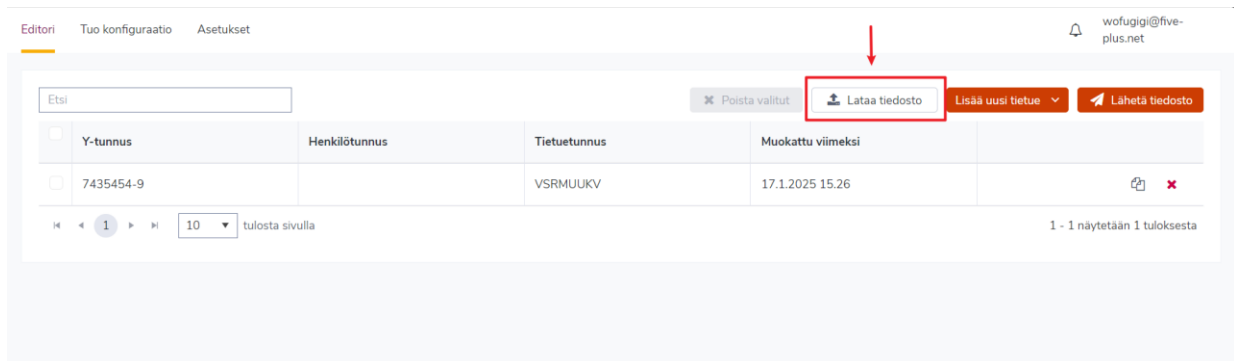 Editori Tuo konfiguraatio Asetukset wofugigi@five-
plus.net
Etsi Poista valitut Lataa tiedosto Lisää uusi tietue Lähetä tiedosto
Y-tunnus Henkilötunnus Tietuetunnus Muokattu viimeksi
7435454-9 VSRMUUKV 17.1.2025 15.26
1 10 tulosta sivulla 1 - 1 näytetään 1 tuloksesta